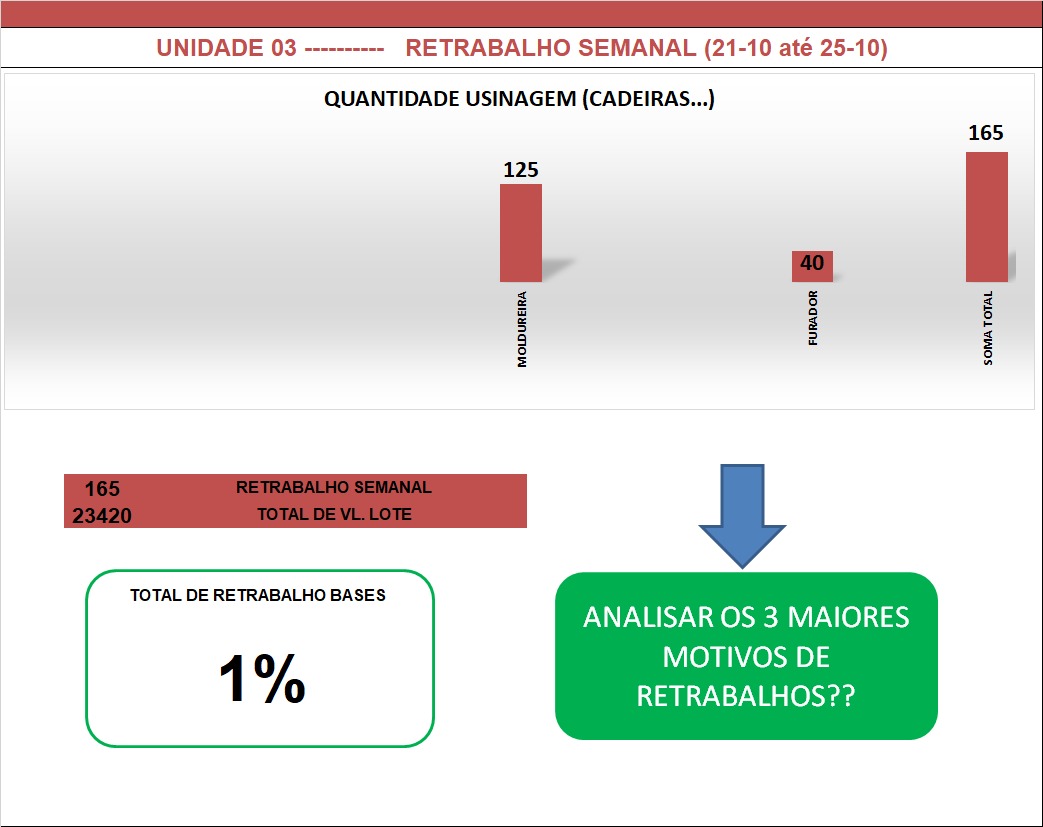 UNIDADE 03 ---------- RETRABALHO SEMANAL (21-10 até 25-10)
QUANTIDADE USINAGEM (CADEIRAS...)
125
40
165
MOLDUREIRA
FURADOR
SOMA TOTAL
165 RETRABALHO SEMANAL
23420 TOTAL DE VL. LOTE
TOTAL DE RETRABALHO BASES
1%
ANALISAR OS 3 MAIORES
MOTIVOS DE
RETRABALHOS??